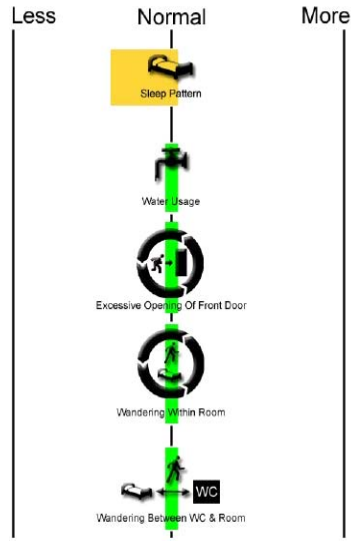 Less Normal More
Sleep Pattern
Water Usage
Excessive Opening Of Front Door
Wandering Within Room
WC
Wandering Between WC & Room